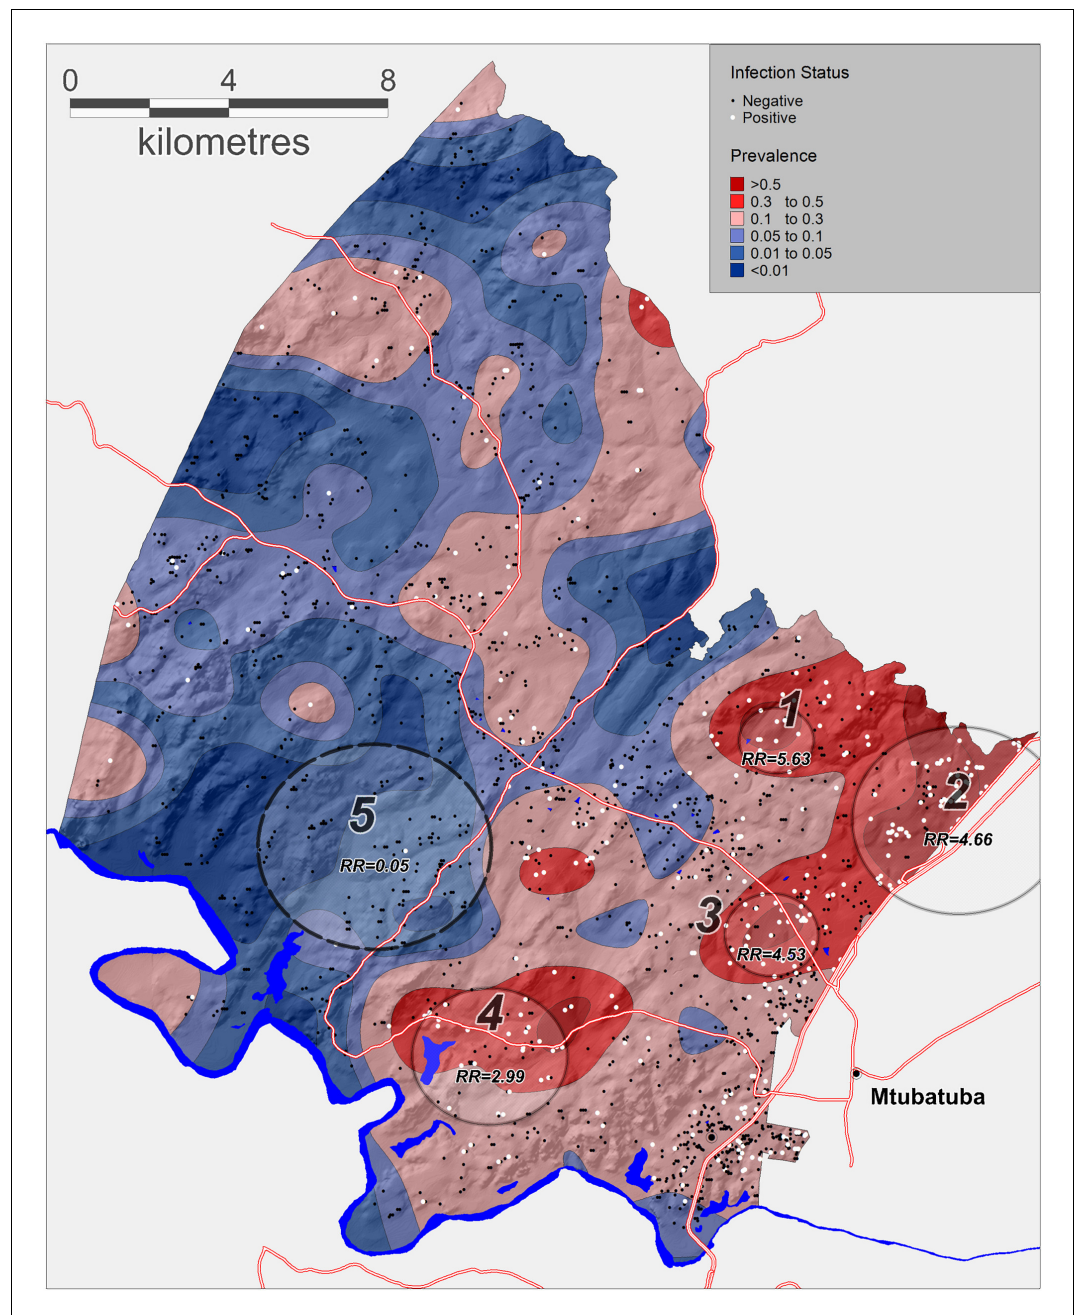 0 4 8
kilometres
Infection Status
Negative
Positive
Prevalence
>0.5
0.3 to 0.5
0.1 to 0.3
0.05 to 0.1
0.01 to 0.05
<0.01
1
RR=5.63
2
RR=4.66
5
RR=0.05
3
RR=4,53
4
RR=2.99
Mtubatuba